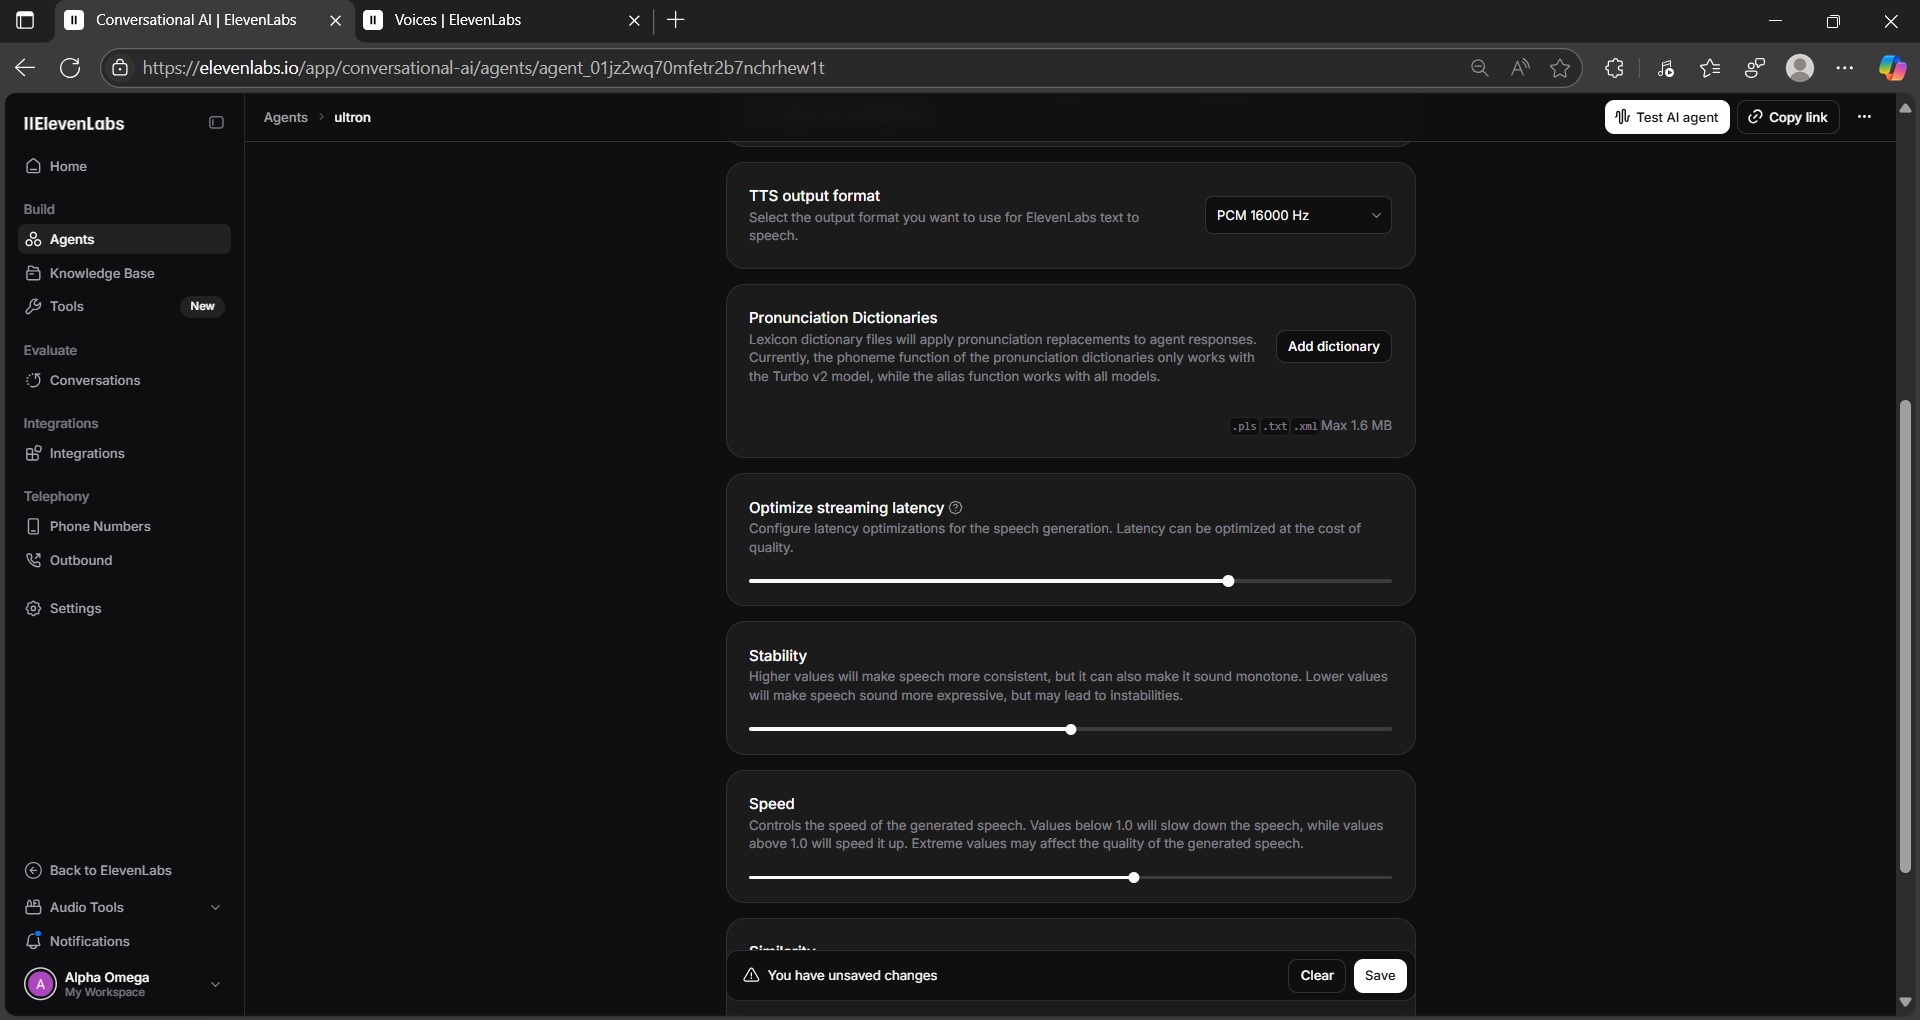 Conversational AI | ElevenLabs
Voices | ElevenLabs
https://elevenlabs.io/app/conversational-ai/agents/agent_01jz2wq70mfetr2b7nchrhew1t
IIElevenLabs
Agents > ultron
Test AI agent
Copy link
Home
Build
Agents
Knowledge Base
Tools
New
Evaluate
Conversations
Integrations
Integrations
Telephony
Phone Numbers
Outbound
Settings
Back to ElevenLabs
Audio Tools
Notifications
A
Alpha Omega
My Workspace
TTS output format
Select the output format you want to use for ElevenLabs text to
speech.
PCM 16000 Hz
Pronunciation Dictionaries
Lexicon dictionary files will apply pronunciation replacements to agent responses.
Currently, the phoneme function of the pronunciation dictionaries only works with
the Turbo v2 model, while the alias function works with all models.
Add dictionary
.pls .txt .xml Max 1.6 MB
Optimize streaming latency
Configure latency optimizations for the speech generation. Latency can be optimized at the cost of
quality.
Stability
Higher values will make speech more consistent, but it can also make it sound monotone. Lower values
will make speech sound more expressive, but may lead to instabilities.
Speed
Controls the speed of the generated speech. Values below 1.0 will slow down the speech, while values
above 1.0 will speed it up. Extreme values may affect the quality of the generated speech.
Similarity
You have unsaved changes
Clear
Save